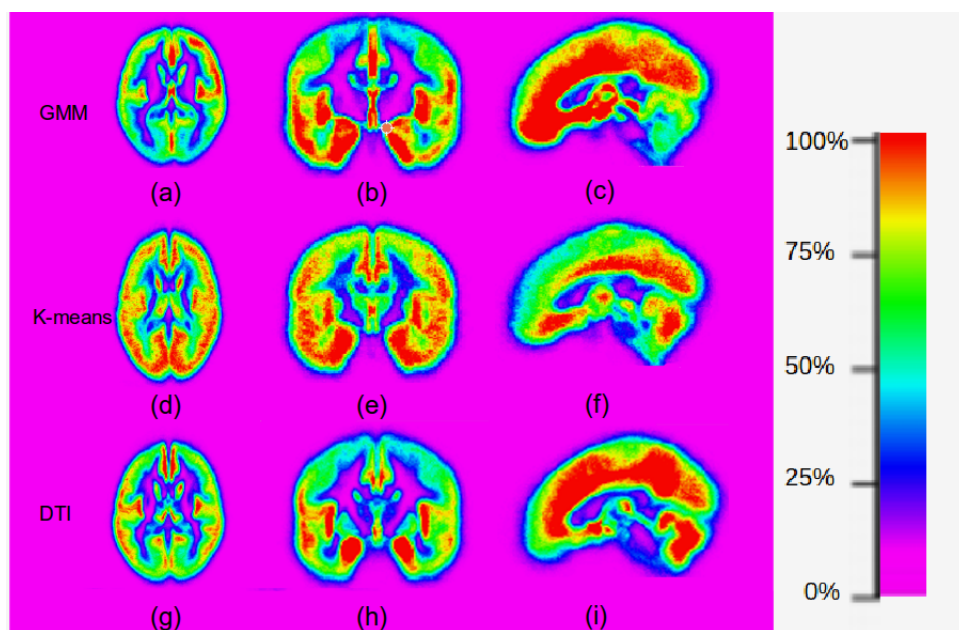 GMM
(a)
(b)
(c)
K-means
(d)
(e)
(f)
DTI
(g)
(h)
(i)
100%
75%
50%
25%
0%